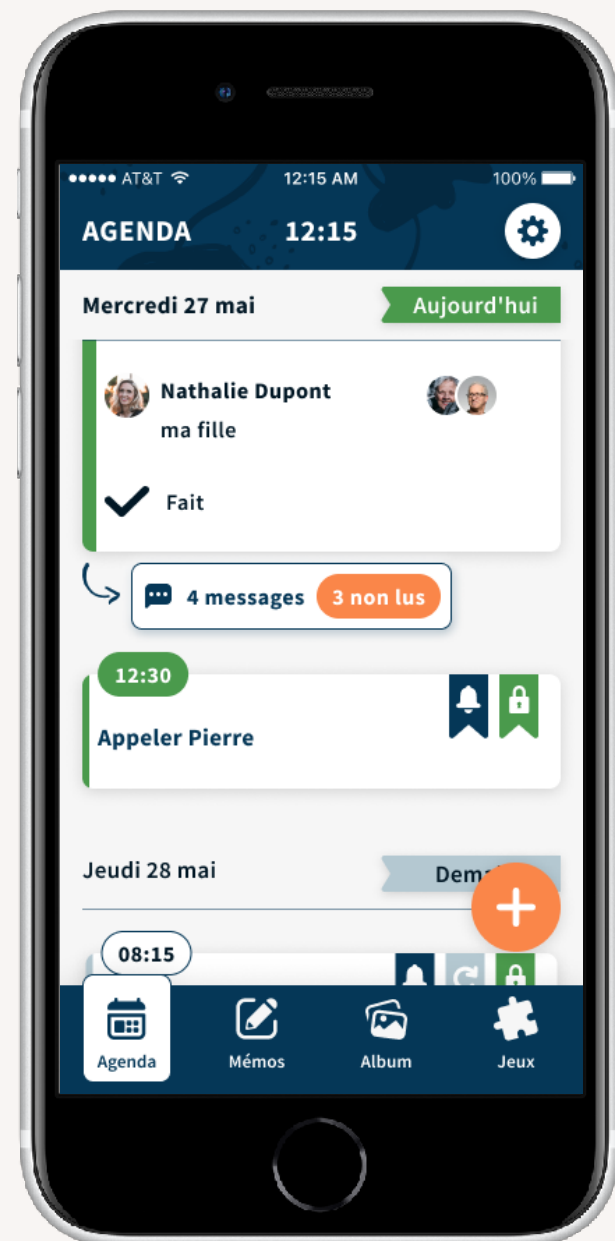 AT&T 12:15 AM 100%
AGENDA 12:15
Mercredi 27 mai Aujourd'hui
Nathalie Dupont
ma fille
Fait
4 messages 3 non lus
12:30
Appeler Pierre
Jeudi 28 mai
08:15
Agenda Mémos Album Jeux